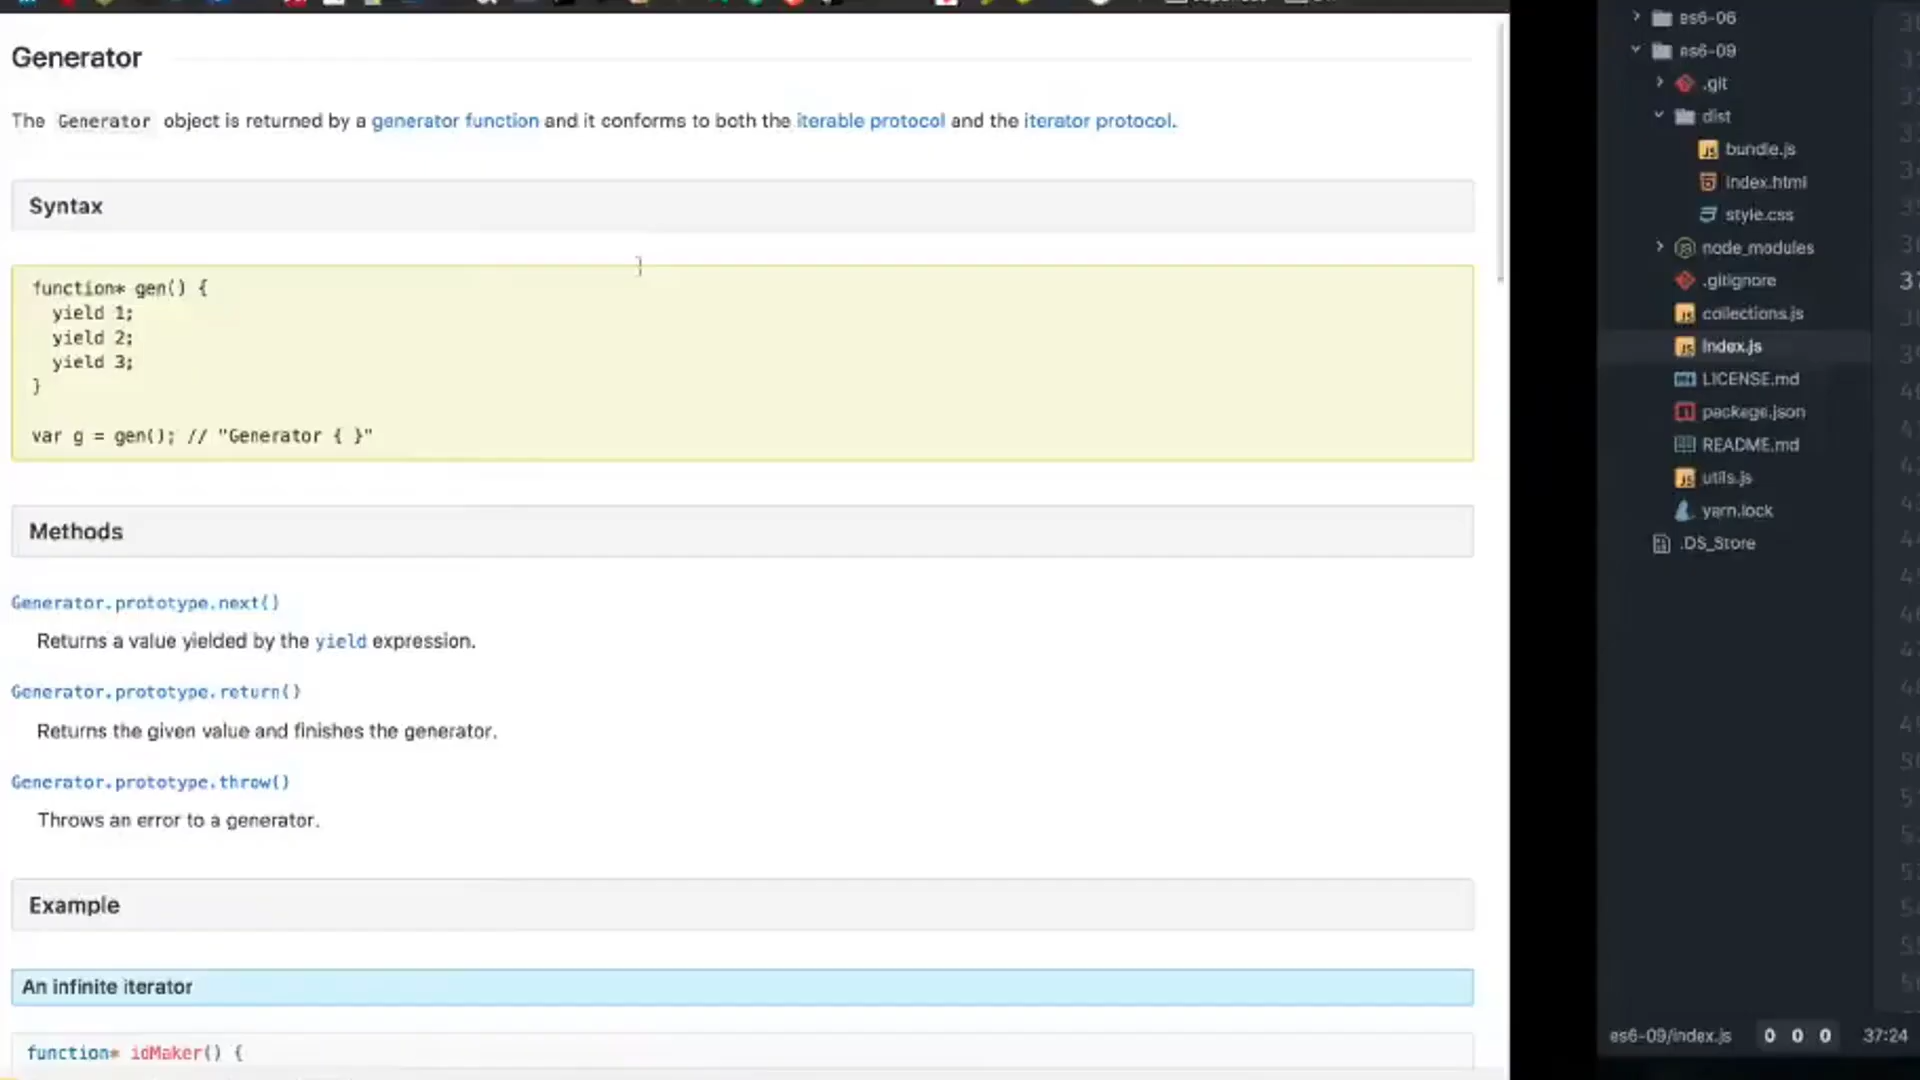 Generator
The Generator object is returned by a generator function and it conforms to both the iterable protocol and the iterator protocol.
Syntax
function* gen() {
  yield 1;
  yield 2;
  yield 3;
}
var g = gen(); // "Generator { }"
Methods
Generator.prototype.next()
Returns a value yielded by the yield expression.
Generator.prototype.return()
Returns the given value and finishes the generator.
Generator.prototype.throw()
Throws an error to a generator.
Example
An infinite iterator
function* idMaker() {
es6-06
es6-09
.git
dist
bundle.js
index.html
style.css
node_modules
.gitignore
collections.js
index.js
LICENSE.md
package.json
README.md
utils.js
yarn.lock
.DS_Store
es6-09/index.js 0 0 0 37:24